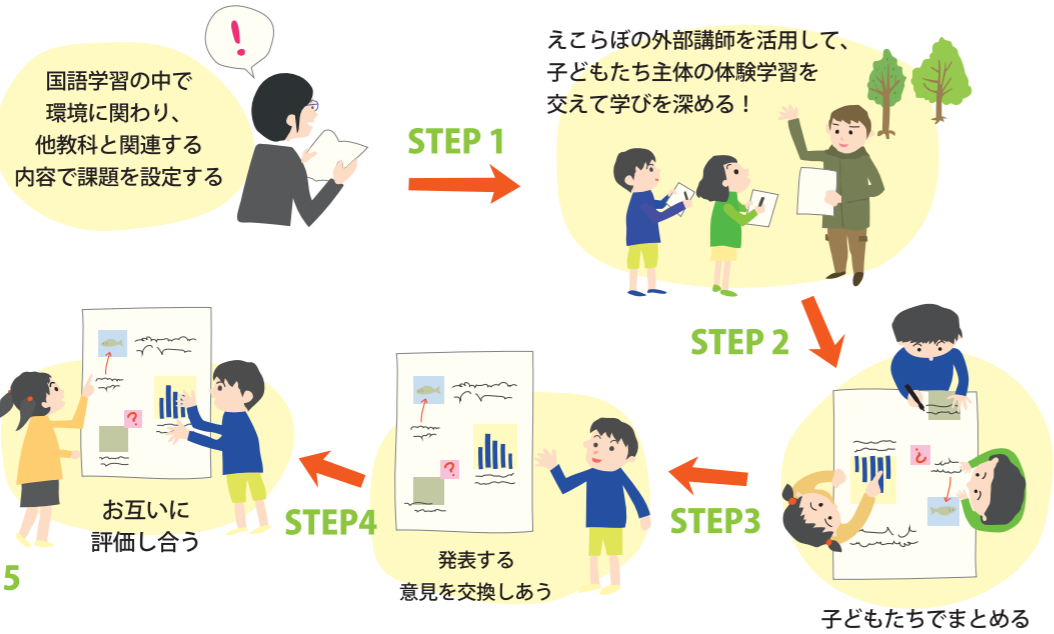 国語学習の中で
環境に関わり、
他教科と関連する
内容で課題を設定する
!
STEP 1
えこらぼの外部講師を活用して、
子どもたち主体の体験学習を
交えて学びを深める！
STEP 2
子どもたちでまとめる
?
STEP3
発表する
意見を交換しあう
?
STEP4
お互いに
評価し合う
?
5